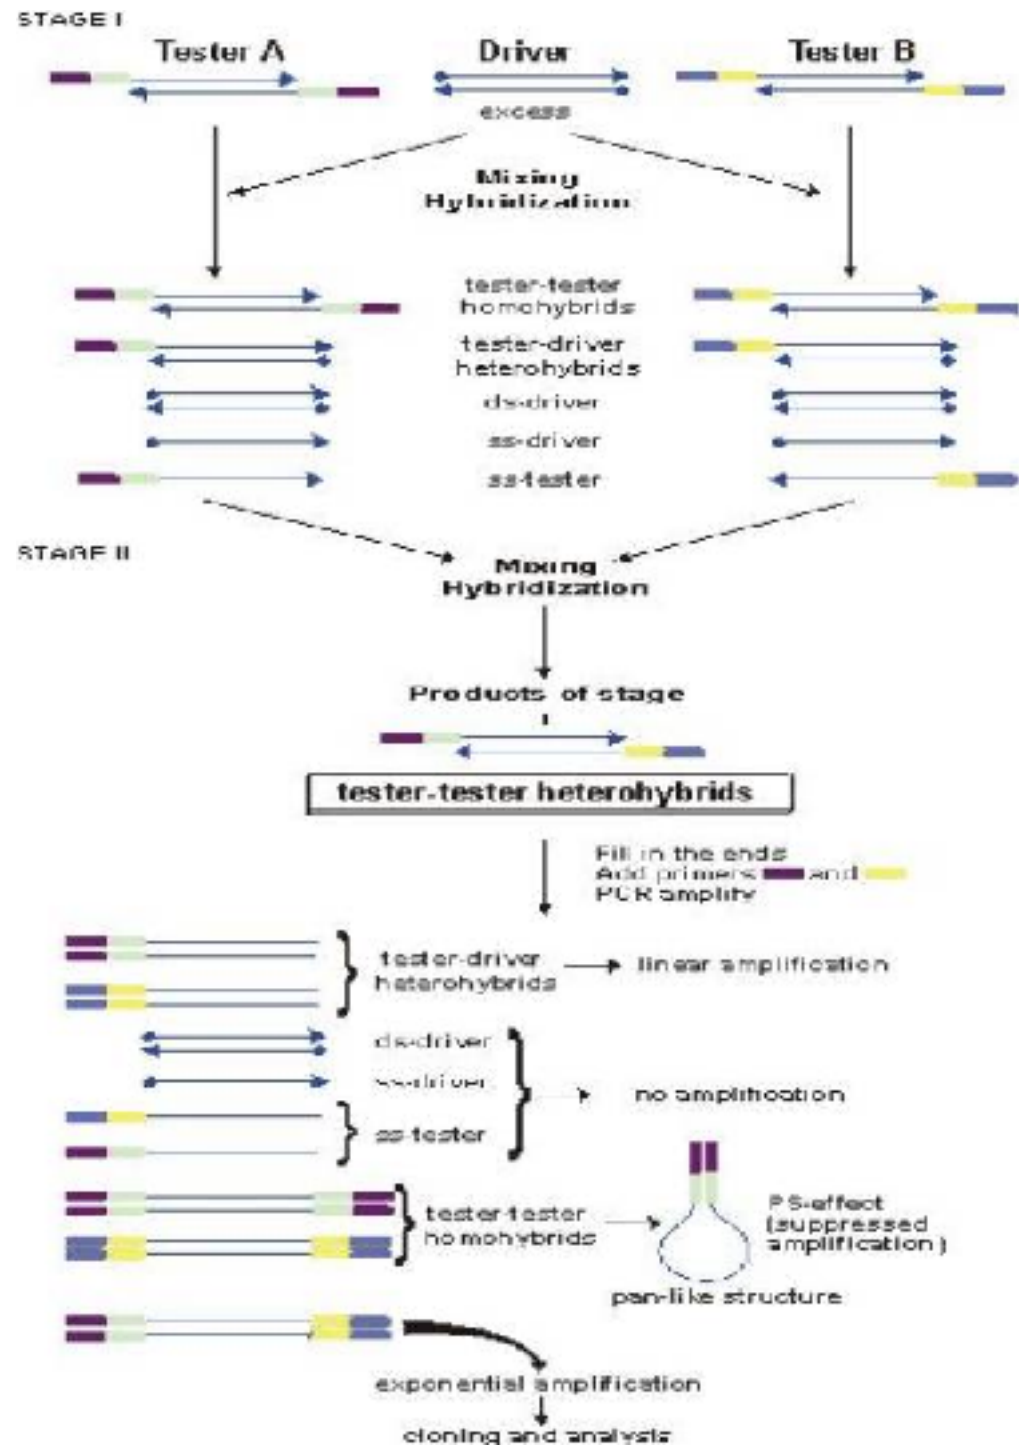 STAGE I
Tester A
Driver
Tester B
excess
Mixing
Hybridization
tester-tester
homohybrids
tester-driver
heterohybrids
ds-driver
ss-driver
ss-tester
STAGE II
Mixing
Hybridization
Products of stage
I
tester-tester heterohybrids
Fill in the ends
Add primers and
PCR amplify
tester-driver
heterohybrids
linear amplification
ds-driver
ss-driver
no amplification
ss-tester
tester-tester
homohybrids
PS-effect
(suppressed
amplification)
pan-like structure
exponential amplification
cloning and analysis